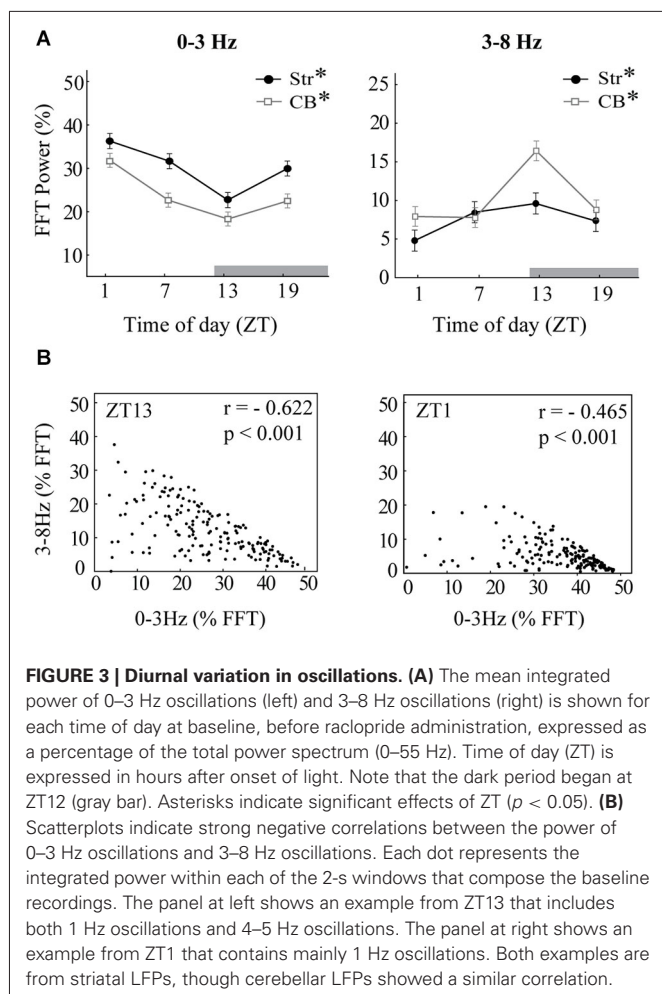 A
0-3 Hz
3-8 Hz
FFT Power (%)
50
40
30
20
10
Str*
CB*
1 7 13 19
Time of day (ZT)
25
20
15
10
5
0
Str*
CB*
1 7 13 19
Time of day (ZT)
B
3-8Hz (% FFT)
50
40
30
20
10
0
ZT13
r = - 0.622
p < 0.001
0 10 20 30 40 50
0-3Hz (% FFT)
50
40
30
20
10
0
ZT1
r = - 0.465
p < 0.001
0 10 20 30 40 50
0-3Hz (% FFT)
FIGURE 3 | Diurnal variation in oscillations. (A) The mean integrated
power of 0–3 Hz oscillations (left) and 3–8 Hz oscillations (right) is shown for
each time of day at baseline, before raclopride administration, expressed as
a percentage of the total power spectrum (0–55 Hz). Time of day (ZT) is
expressed in hours after onset of light. Note that the dark period began at
ZT12 (gray bar). Asterisks indicate significant effects of ZT (p < 0.05). (B)
Scatterplots indicate strong negative correlations between the power of
0–3 Hz oscillations and 3–8 Hz oscillations. Each dot represents the
integrated power within each of the 2-s windows that compose the baseline
recordings. The panel at left shows an example from ZT13 that includes
both 1 Hz oscillations and 4–5 Hz oscillations. The panel at right shows an
example from ZT1 that contains mainly 1 Hz oscillations. Both examples are
from striatal LFPs, though cerebellar LFPs showed a similar correlation.